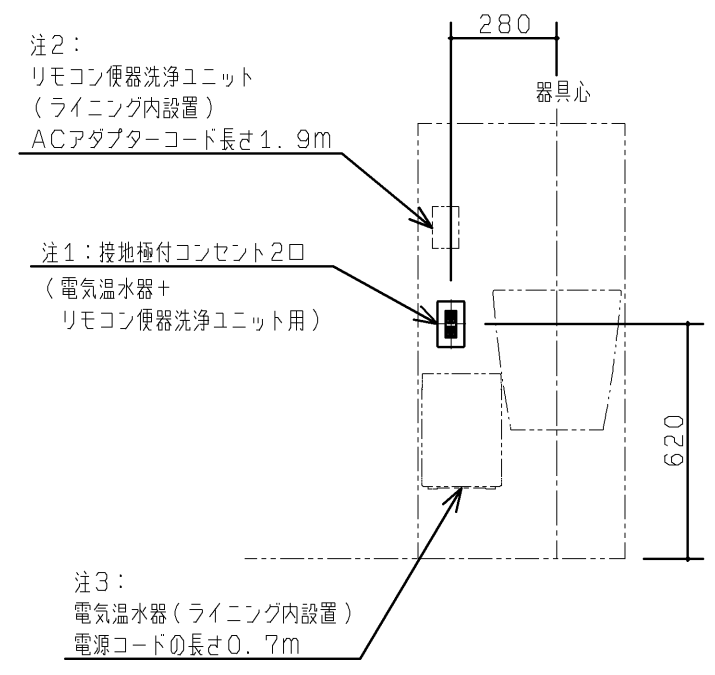 280
注2：
リモコン便器洗浄ユニット
（ライニング内設置）
ACアダプターコード長さ1．9m
器具心
注1：接地極付コンセント2口
（電気温水器＋
リモコン便器洗浄ユニット用）
620
注3：
電気温水器（ライニング内設置）
電源コードの長さ0．7m